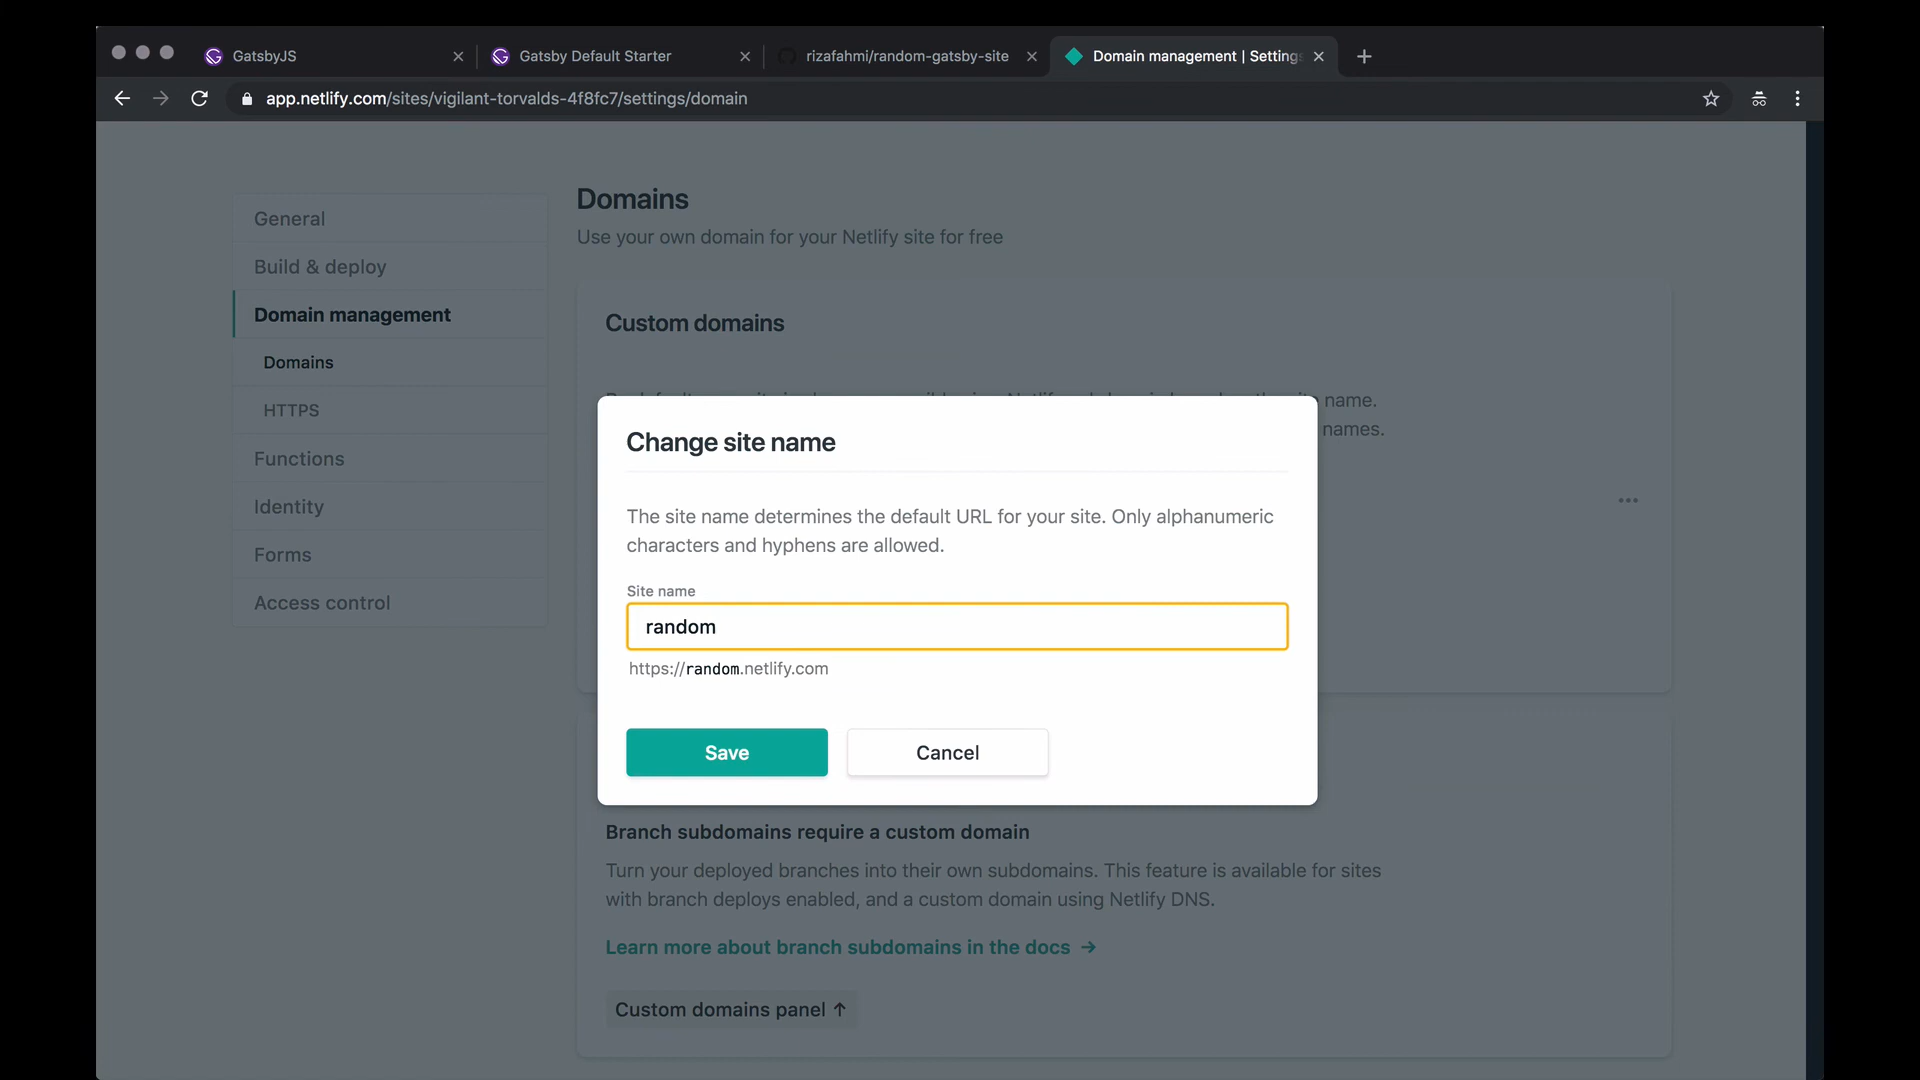 GatsbyJS
Gatsby Default Starter
rizafahmi/random-gatsby-site
Domain management | Settings
app.netlify.com/sites/vigilant-torvalds-4f8fc7/settings/domain
General
Build & deploy
Domain management
Domains
HTTPS
Functions
Identity
Forms
Access control
Domains
Use your own domain for your Netlify site for free
Custom domains
name.
names.
Change site name
The site name determines the default URL for your site. Only alphanumeric
characters and hyphens are allowed.
Site name
random
https://random.netlify.com
Save
Cancel
Branch subdomains require a custom domain
Turn your deployed branches into their own subdomains. This feature is available for sites
with branch deploys enabled, and a custom domain using Netlify DNS.
Learn more about branch subdomains in the docs →
Custom domains panel ↑